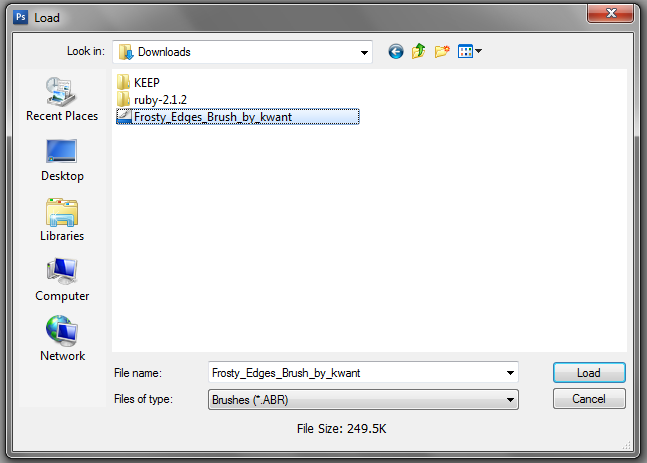 Ps Load
Look in: Downloads
KEEP
ruby-2.1.2
Frosty_Edges_Brush_by_kwant
Recent Places
Desktop
Libraries
Computer
Network
File name: Frosty_Edges_Brush_by_kwant Load
Files of type: Brushes (*.ABR) Cancel
File Size: 249.5K